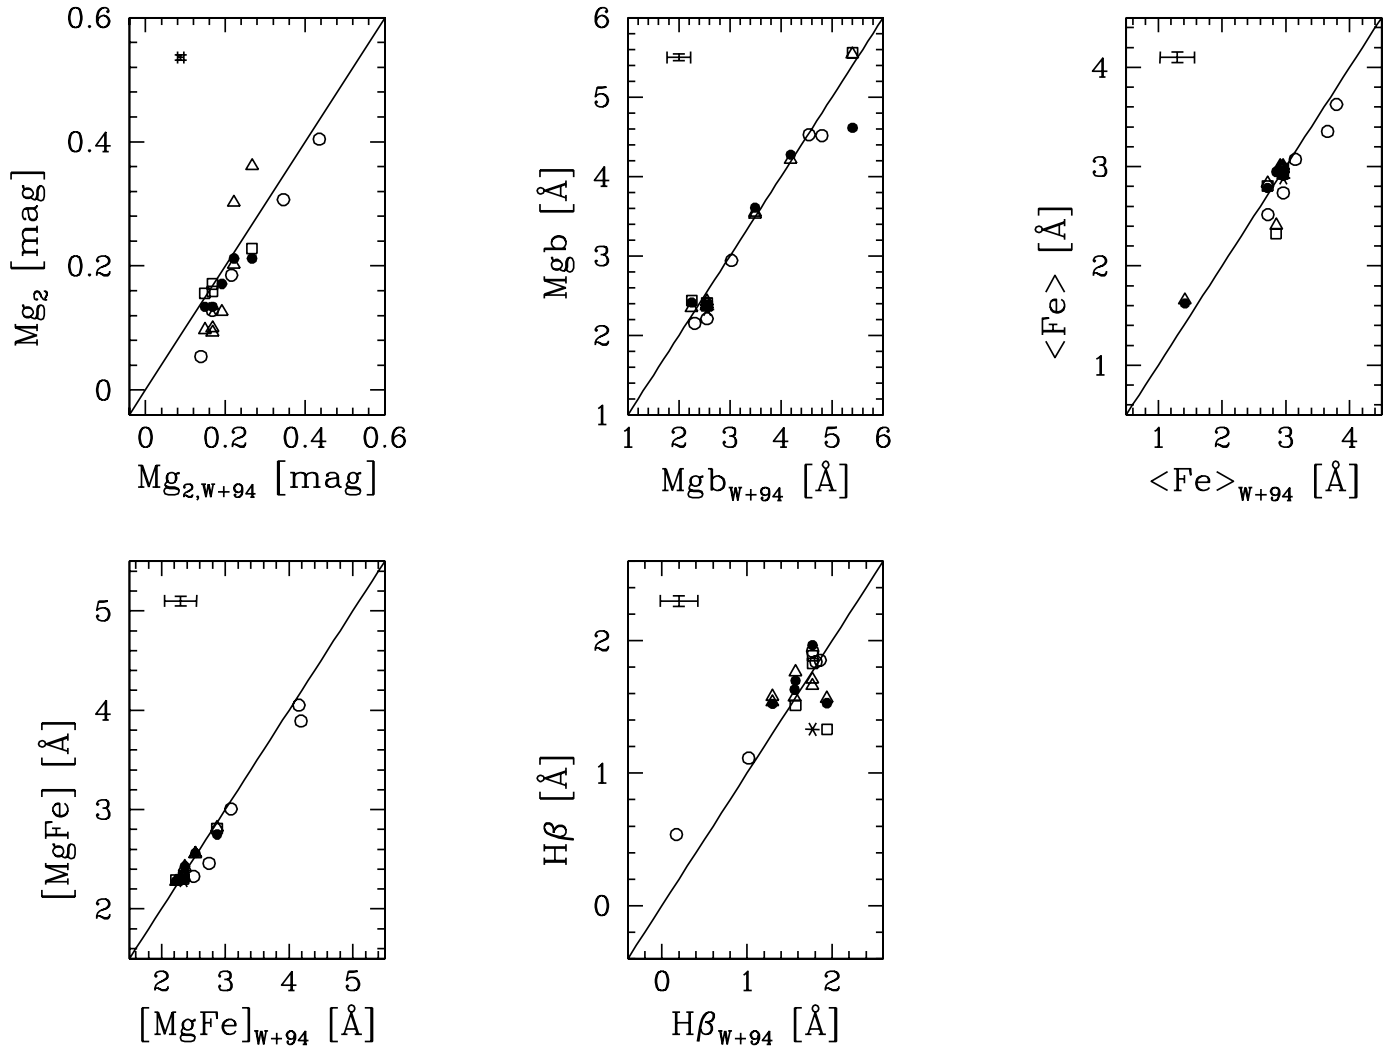 0.6
0.4
0.2
0
Mg2 [mag]
0 0.2 0.4 0.6
Mg2,W+94 [mag]
6
5
4
3
2
1
Mgb [Å]
1 2 3 4 5 6
MgbW+94 [Å]
4
3
2
1
<Fe> [Å]
1 2 3 4
<Fe>W+94 [Å]
5
4
3
2
[MgFe] [Å]
2 3 4 5
[MgFe]W+94 [Å]
2
1
0
Hβ [Å]
0 1 2
HβW+94 [Å]